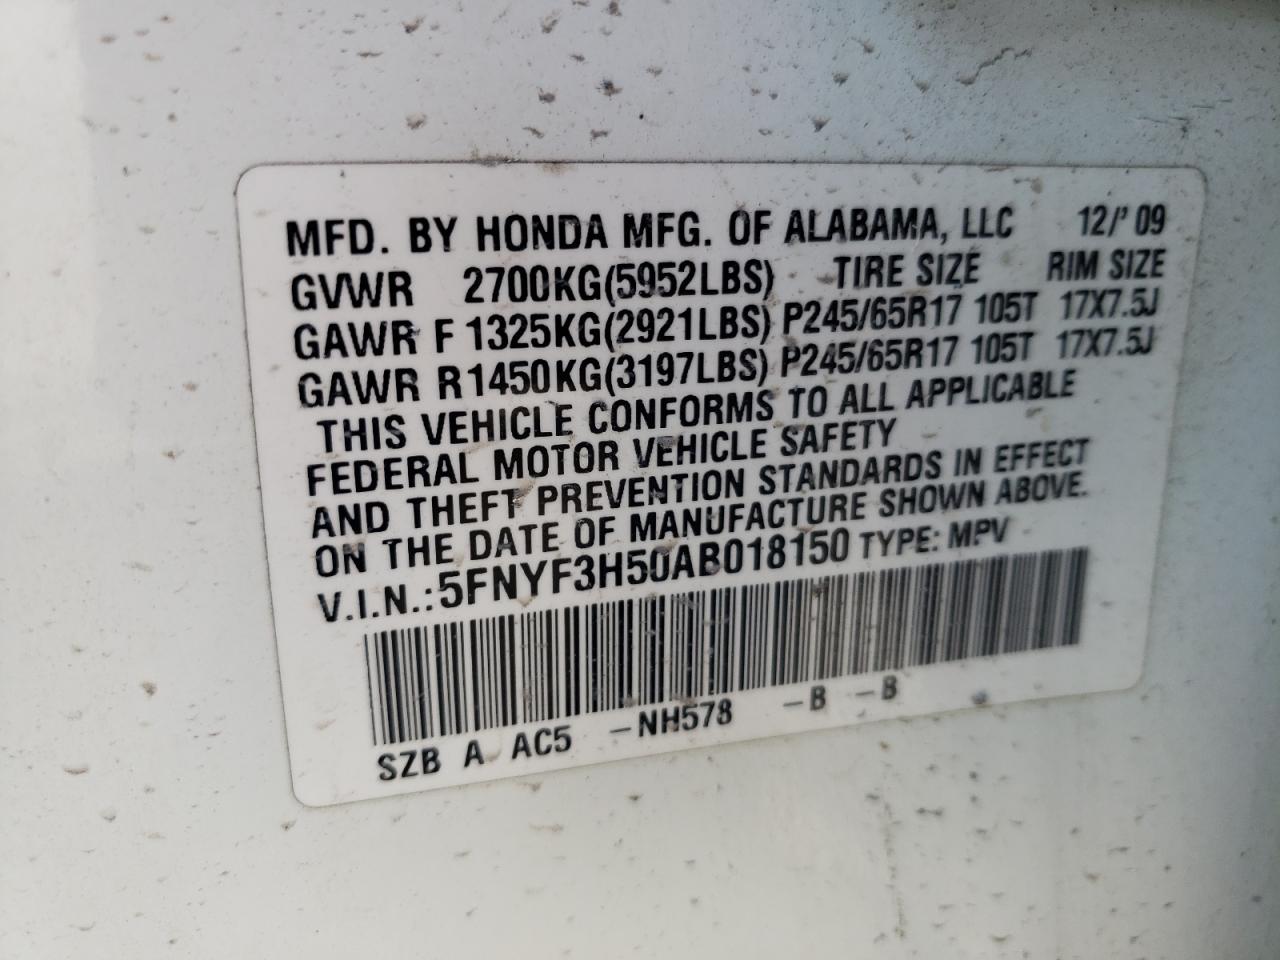 MFD. BY HONDA MFG. OF ALABAMA, LLC 12/'09
GVWR 2700KG(5952LBS) TIRE SIZE RIM SIZE
GAWR F 1325KG(2921LBS) P245/65R17 105T 17X7.5J
GAWR R 1450KG(3197LBS) P245/65R17 105T 17X7.5J
THIS VEHICLE CONFORMS TO ALL APPLICABLE
FEDERAL MOTOR VEHICLE SAFETY
AND THEFT PREVENTION STANDARDS IN EFFECT
ON THE DATE OF MANUFACTURE SHOWN ABOVE.
V.I.N.: 5FNYF3H50AB018150 TYPE: MPV
SZB A AC5 -NH578 -B -B